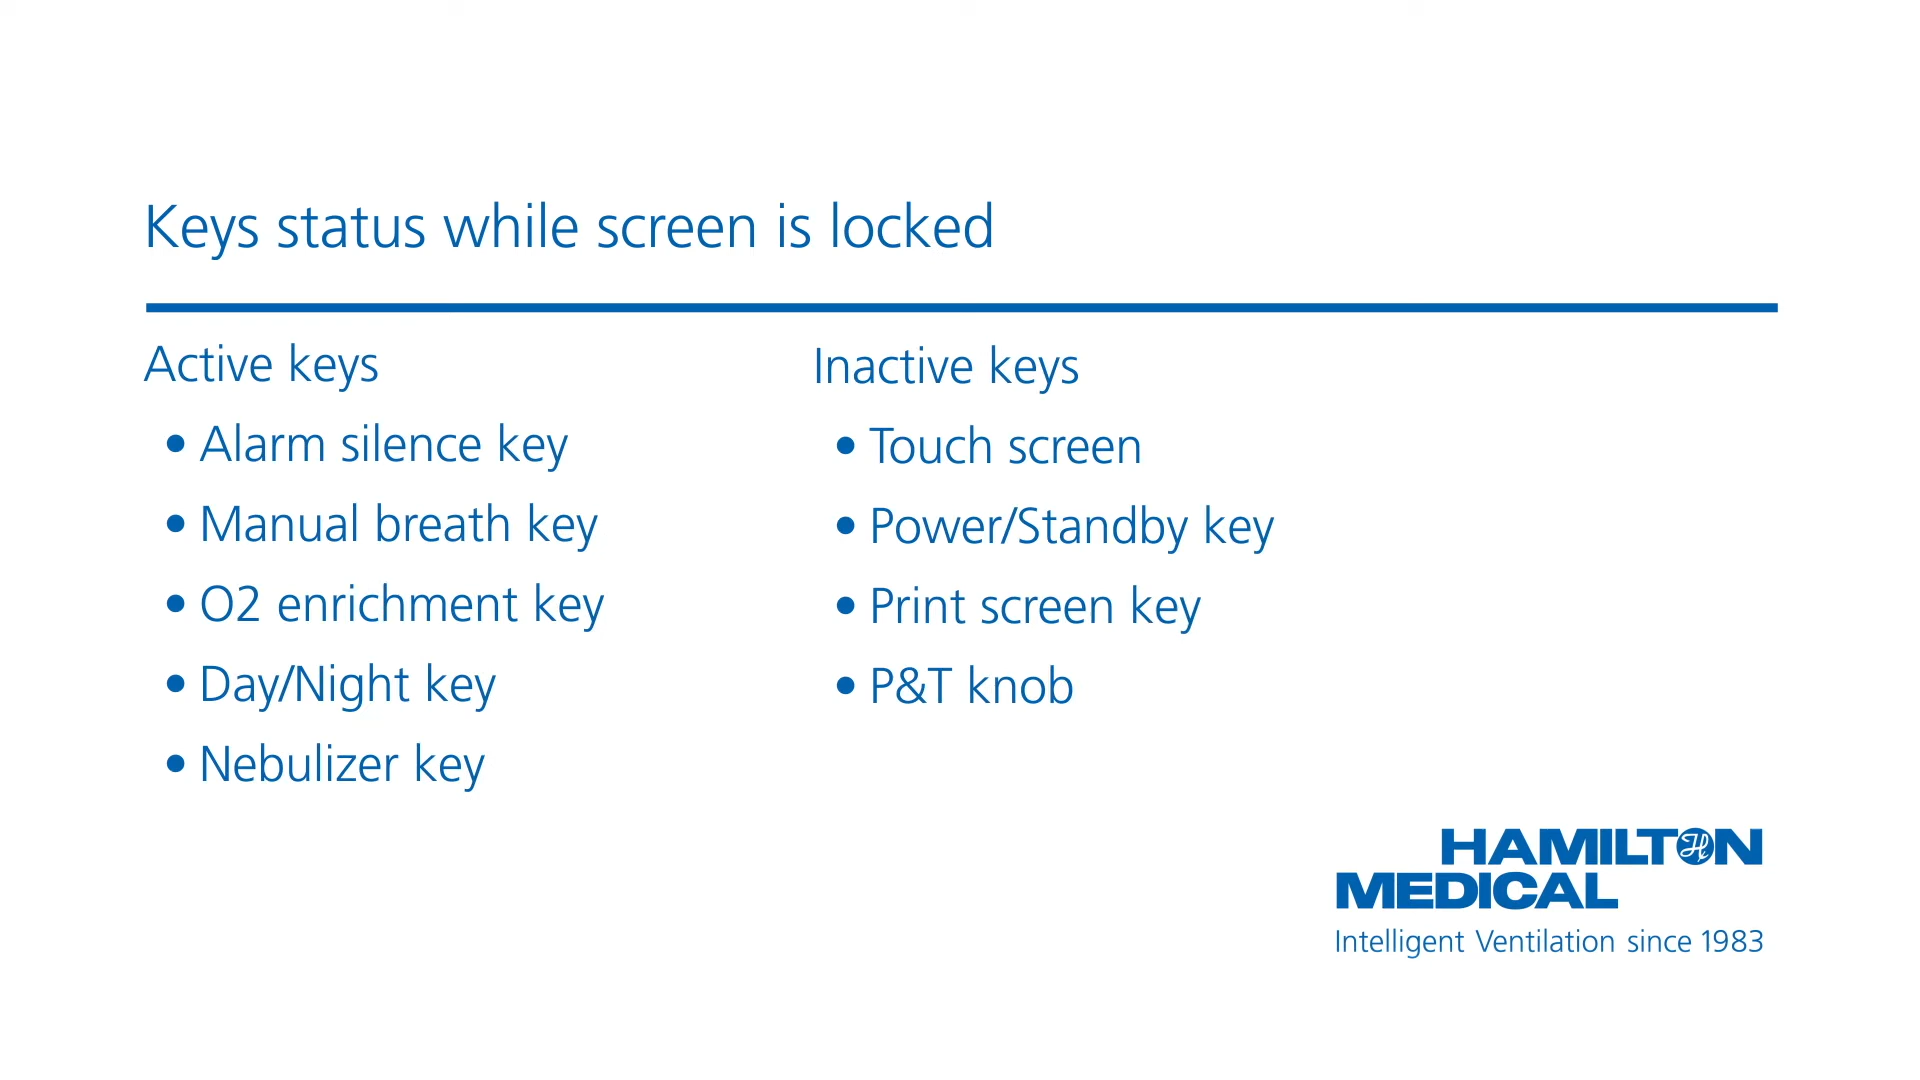 Keys status while screen is locked
Active keys
• Alarm silence key
• Manual breath key
• O2 enrichment key
• Day/Night key
• Nebulizer key
Inactive keys
• Touch screen
• Power/Standby key
• Print screen key
• P&T knob
HAMILTON
MEDICAL
Intelligent Ventilation since 1983